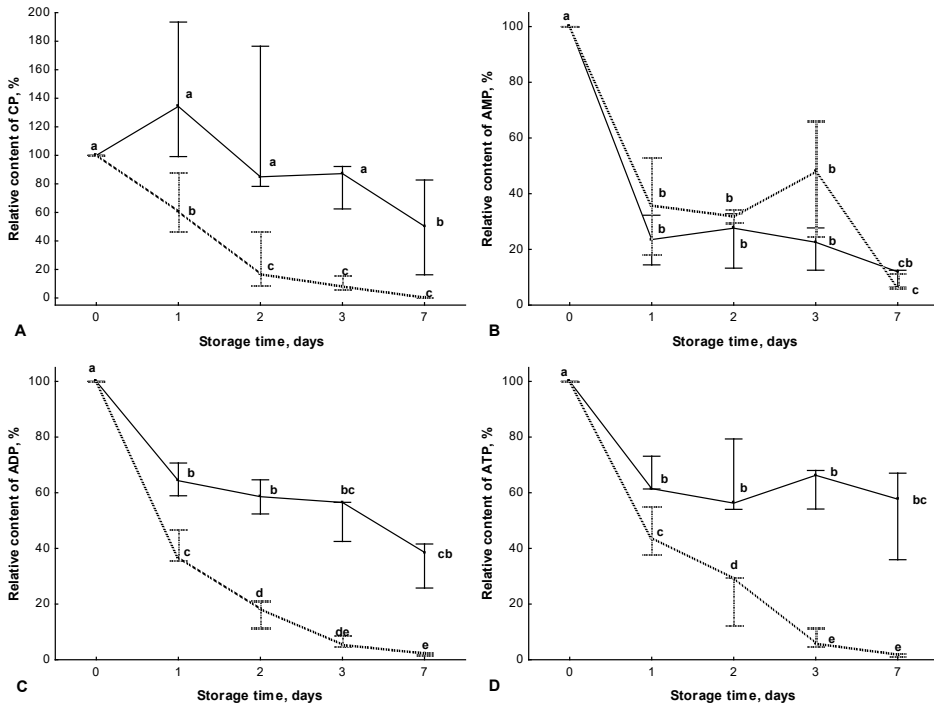 Relative content of CP, %
200
180
160
140
120
100
80
60
40
20
0
a
a
b
a
c
a
c
b
c
0 1 2 3 7
A
Storage time, days
Relative content of AMP, %
100
80
60
40
20
0
a
b
b
b
b
b
b
cb
c
0 1 2 3 7
B
Storage time, days
Relative content of ADP, %
100
80
60
40
20
0
a
b
c
b
d
bc
de
cb
e
0 1 2 3 7
C
Storage time, days
Relative content of ATP, %
100
80
60
40
20
0
a
b
c
b
d
b
e
bc
e
0 1 2 3 7
D
Storage time, days